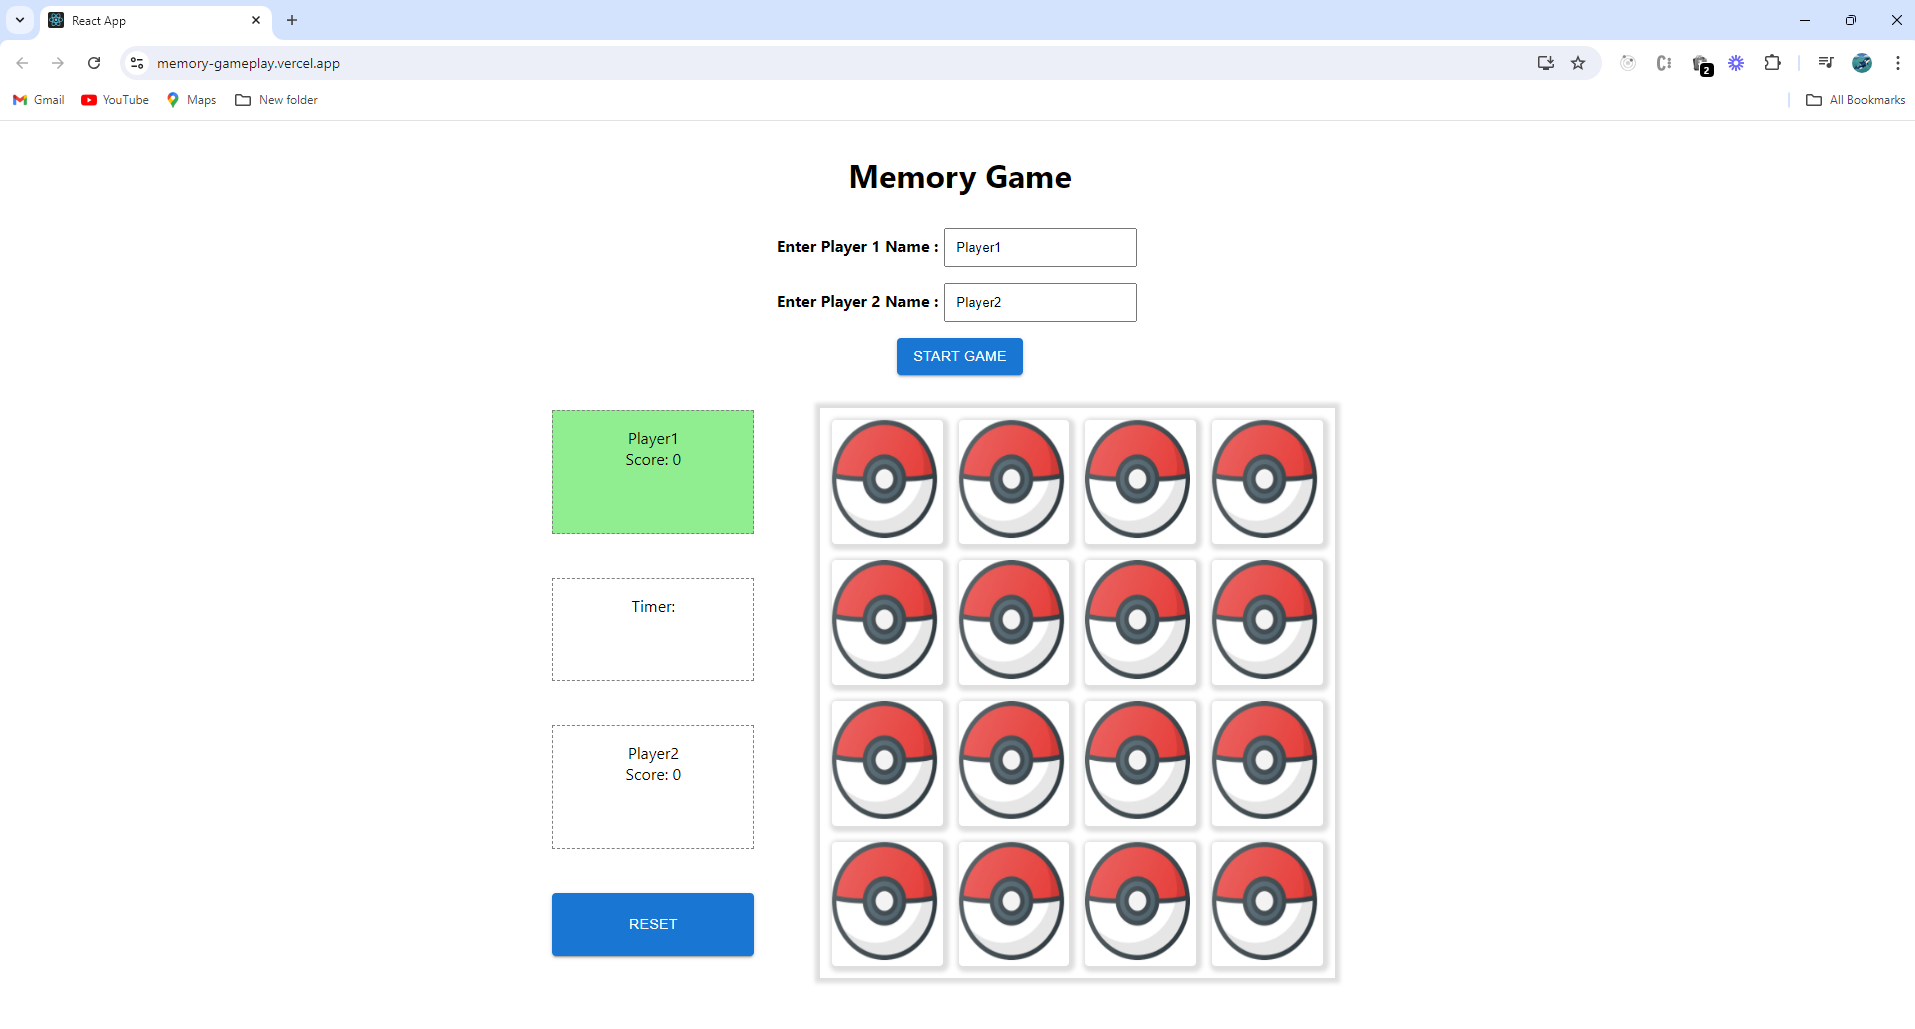 React App
memory-gameplay.vercel.app
2
Gmail
YouTube
Maps
New folder
All Bookmarks
Memory Game
Enter Player 1 Name :
Player1
Enter Player 2 Name :
Player2
START GAME
Player1
Score: 0
Timer:
Player2
Score: 0
RESET